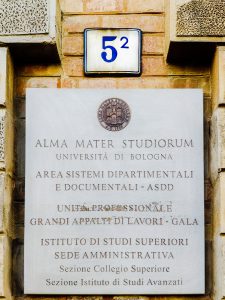 5²
ALMA MATER STUDIORUM
UNIVERSITÀ DI BOLOGNA
AREA SISTEMI DIPARTIMENTALI
E DOCUMENTALI - ASDD
UNITÀ PROFESSIONALE
GRANDI APPALTI DI LAVORI - GALA
ISTITUTO DI STUDI SUPERIORI
SEDE AMMINISTRATIVA
Sezione Collegio Superiore
Sezione Istituto di Studi Avanzati